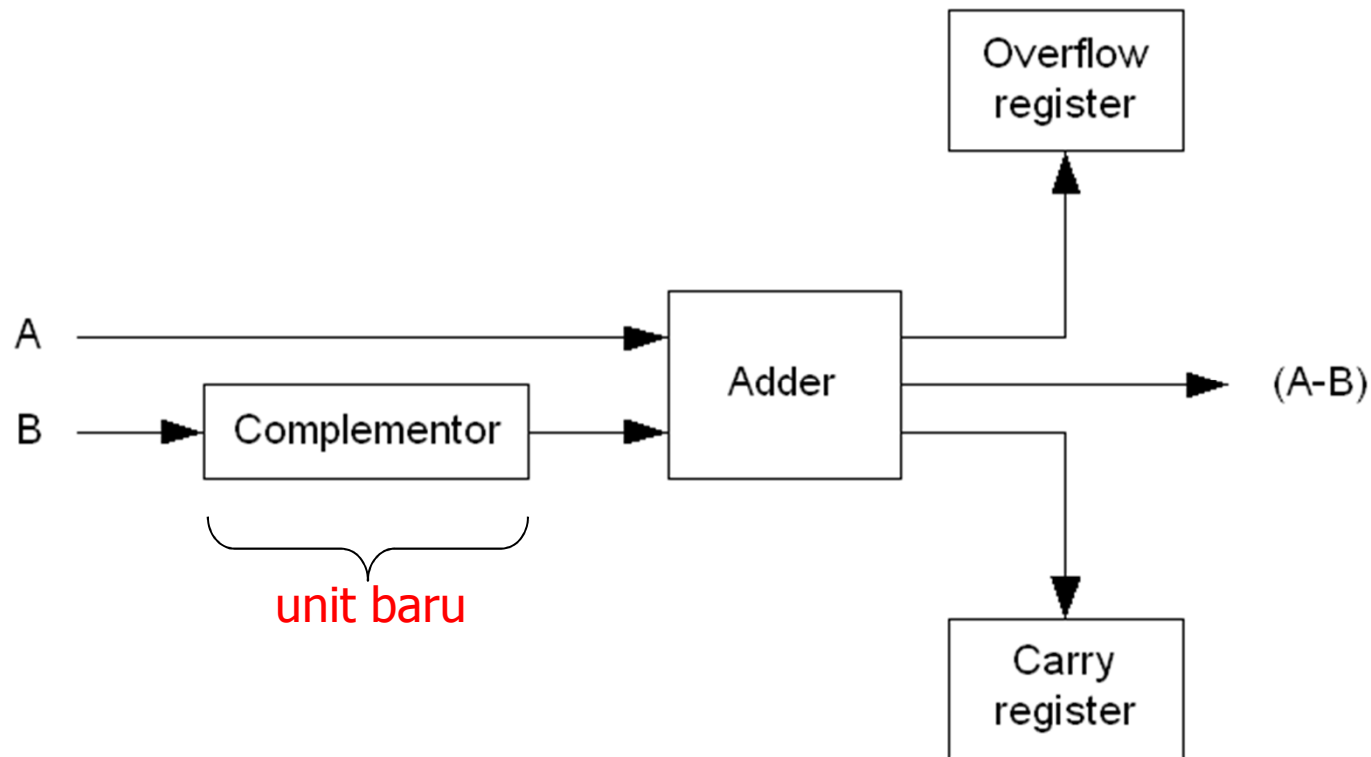 Overflow
register
A
Adder
(A-B)
B
Complementor
unit baru
Carry
register